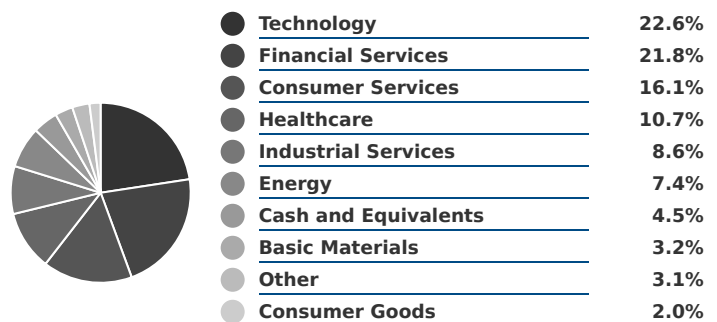 Technology 22.6%
Financial Services 21.8%
Consumer Services 16.1%
Healthcare 10.7%
Industrial Services 8.6%
Energy 7.4%
Cash and Equivalents 4.5%
Basic Materials 3.2%
Other 3.1%
Consumer Goods 2.0%